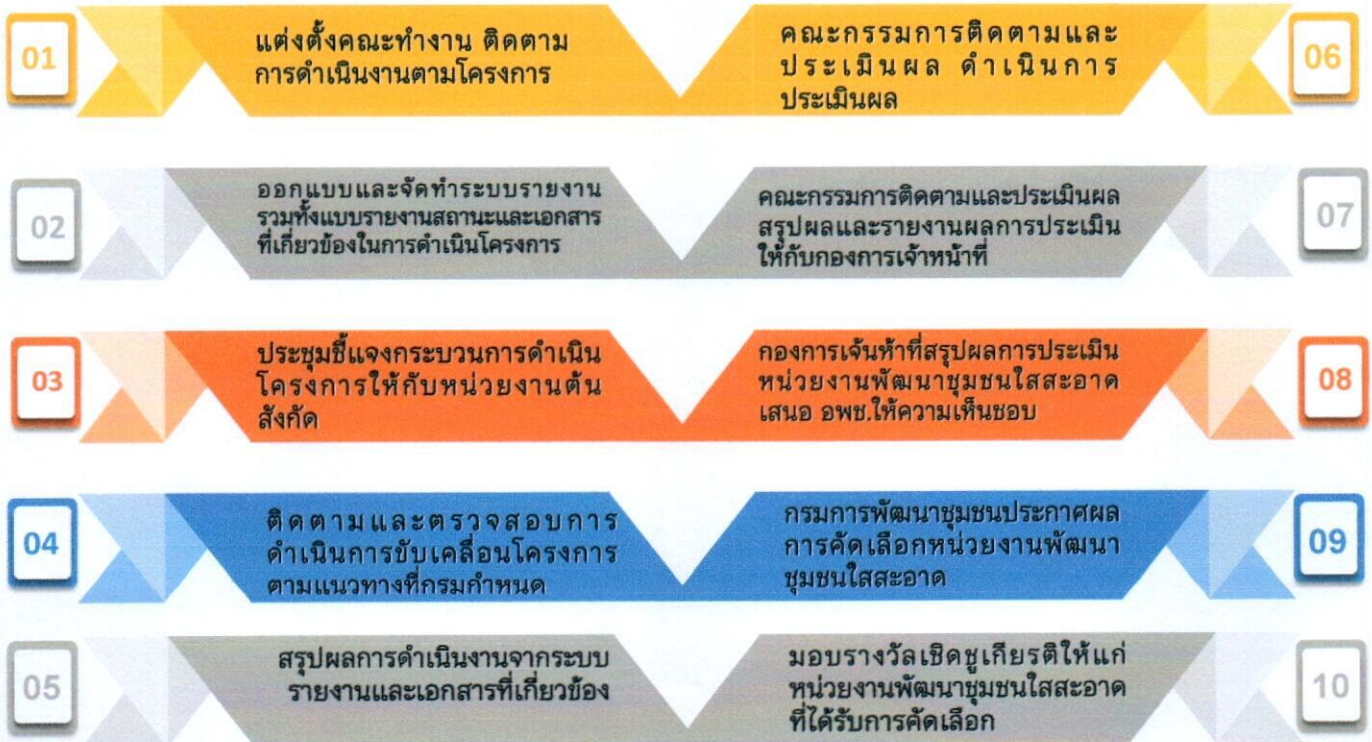 01
แต่งตั้งคณะทำงาน ติดตาม
การดำเนินงานตามโครงการ
02
ออกแบบและจัดทำระบบรายงาน
รวมทั้งแบบรายงานสถานะและเอกสาร
ที่เกี่ยวข้องในการดำเนินโครงการ
03
ประชุมชี้แจงกระบวนการดำเนิน
โครงการให้กับหน่วยงานต้น
สังกัด
04
ติดตามและตรวจสอบการ
ดำเนินการขับเคลื่อนโครงการ
ตามแนวทางที่กรมกำหนด
05
สรุปผลการดำเนินงานจากระบบ
รายงานและเอกสารที่เกี่ยวข้อง
06
คณะกรรมการติดตามและ
ประเมินผล ดำเนินการ
ประเมินผล
07
คณะกรรมการติดตามและประเมินผล
สรุปผลและรายงานผลการประเมิน
ให้กับกองการเจ้าหน้าที่
08
กองการเจ้นห้าที่สรุปผลการประเมิน
หน่วยงานพัฒนาชุมชนใสสะอาด
เสนอ อพช.ให้ความเห็นชอบ
09
กรมการพัฒนาชุมชนประกาศผล
การคัดเลือกหน่วยงานพัฒนา
ชุมชนใสสะอาด
10
มอบรางวัลเชิดชูเกียรติให้แก่
หน่วยงานพัฒนาชุมชนใสสะอาด
ที่ได้รับการคัดเลือก